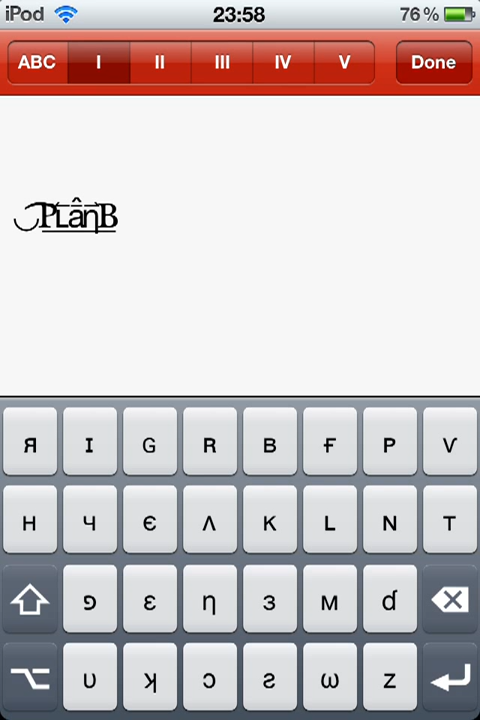 iPod 23:58 76%
ABC I II III IV V Done
PLânB
Я I G R B Ғ P Ѵ
H Ч Є Λ K L N T
ɘ ɛ η ɜ м ɗ
υ ʞ ɔ ƨ ω z